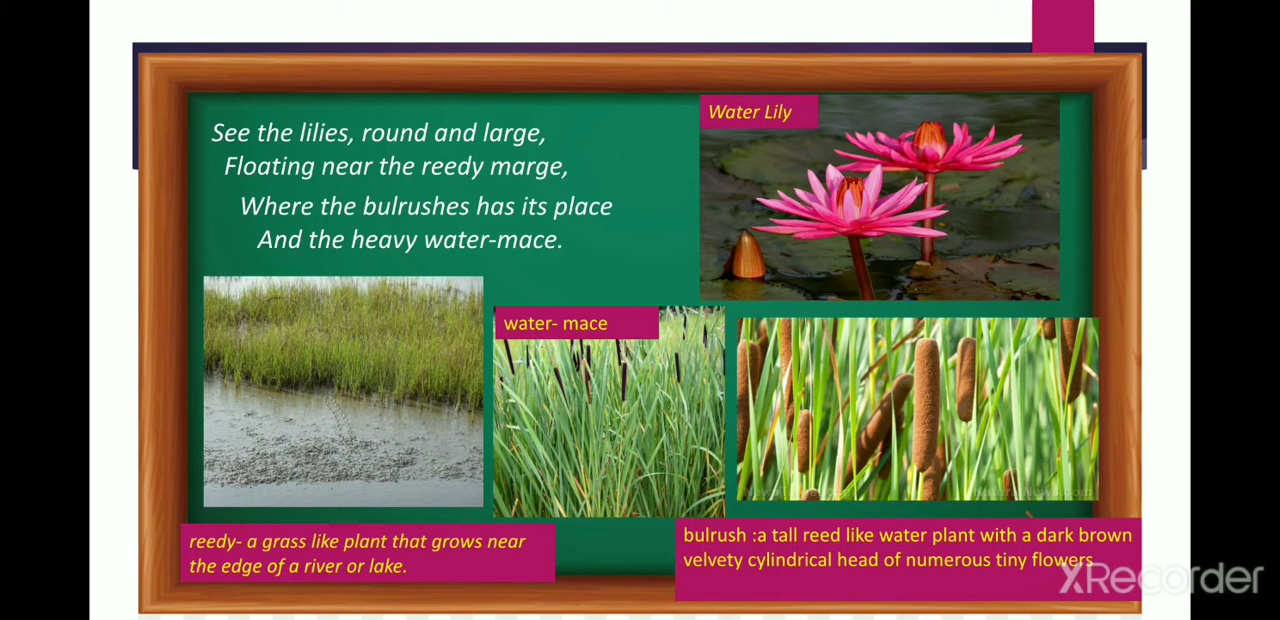 See the lilies, round and large,
Floating near the reedy marge,
Where the bulrushes has its place
And the heavy water-mace.
Water Lily
water- mace
reedy- a grass like plant that grows near
the edge of a river or lake.
bulrush :a tall reed like water plant with a dark brown
velvety cylindrical head of numerous tiny flowers
XRecorder